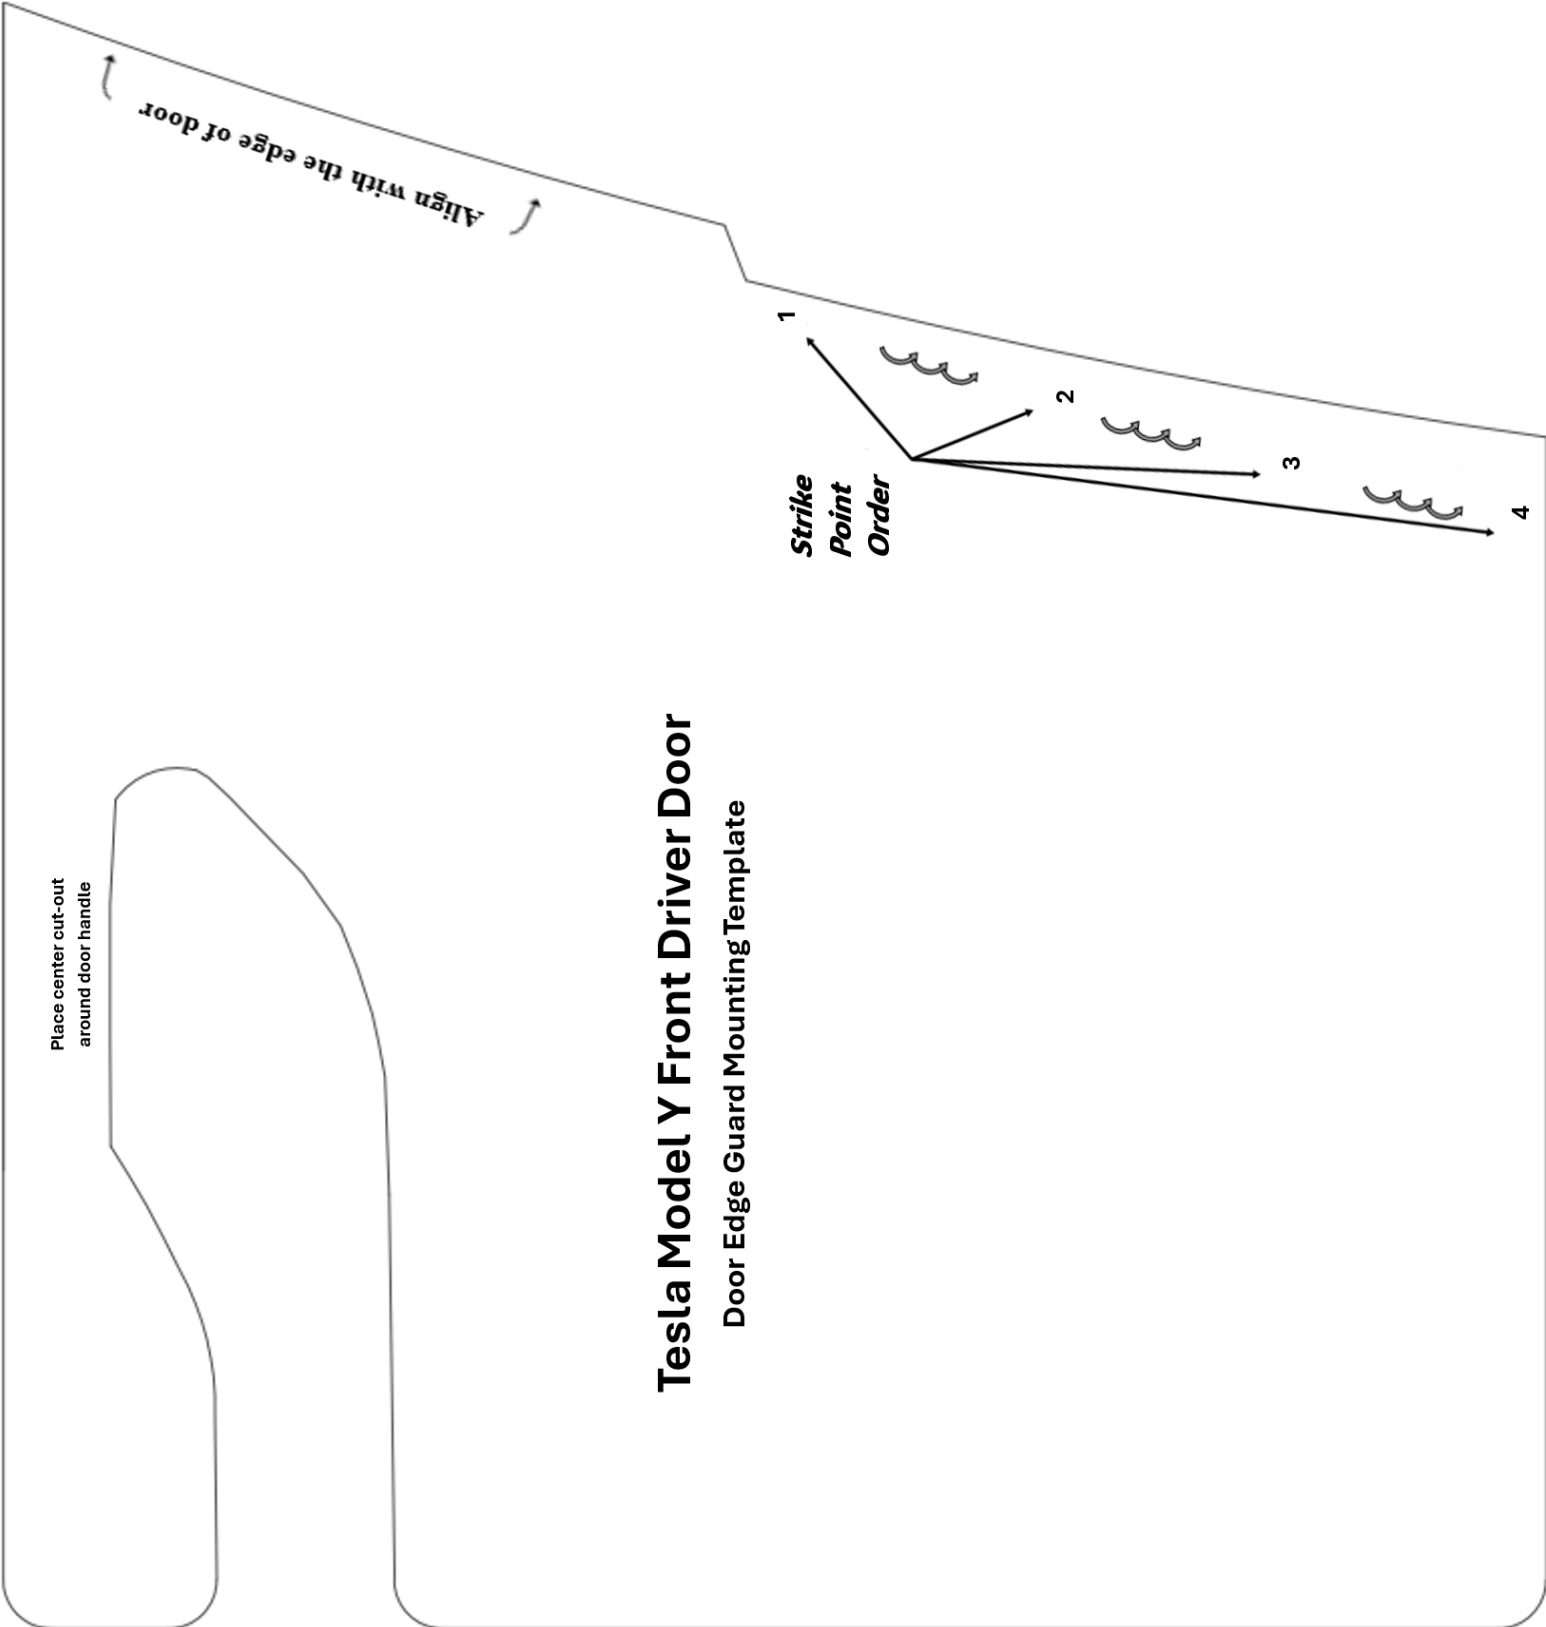 Align with the edge of door
1
2
3
4
Strike
Point
Order
Place center cut-out
around door handle
Tesla Model Y Front Driver Door
Door Edge Guard Mounting Template